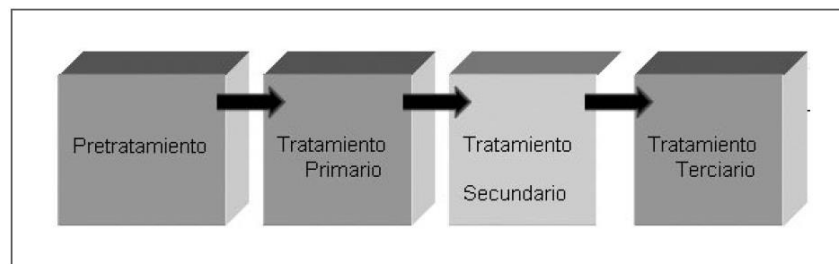 Pretratamiento
Tratamiento
Primario
Tratamiento
Secundario
Tratamiento
Terciario